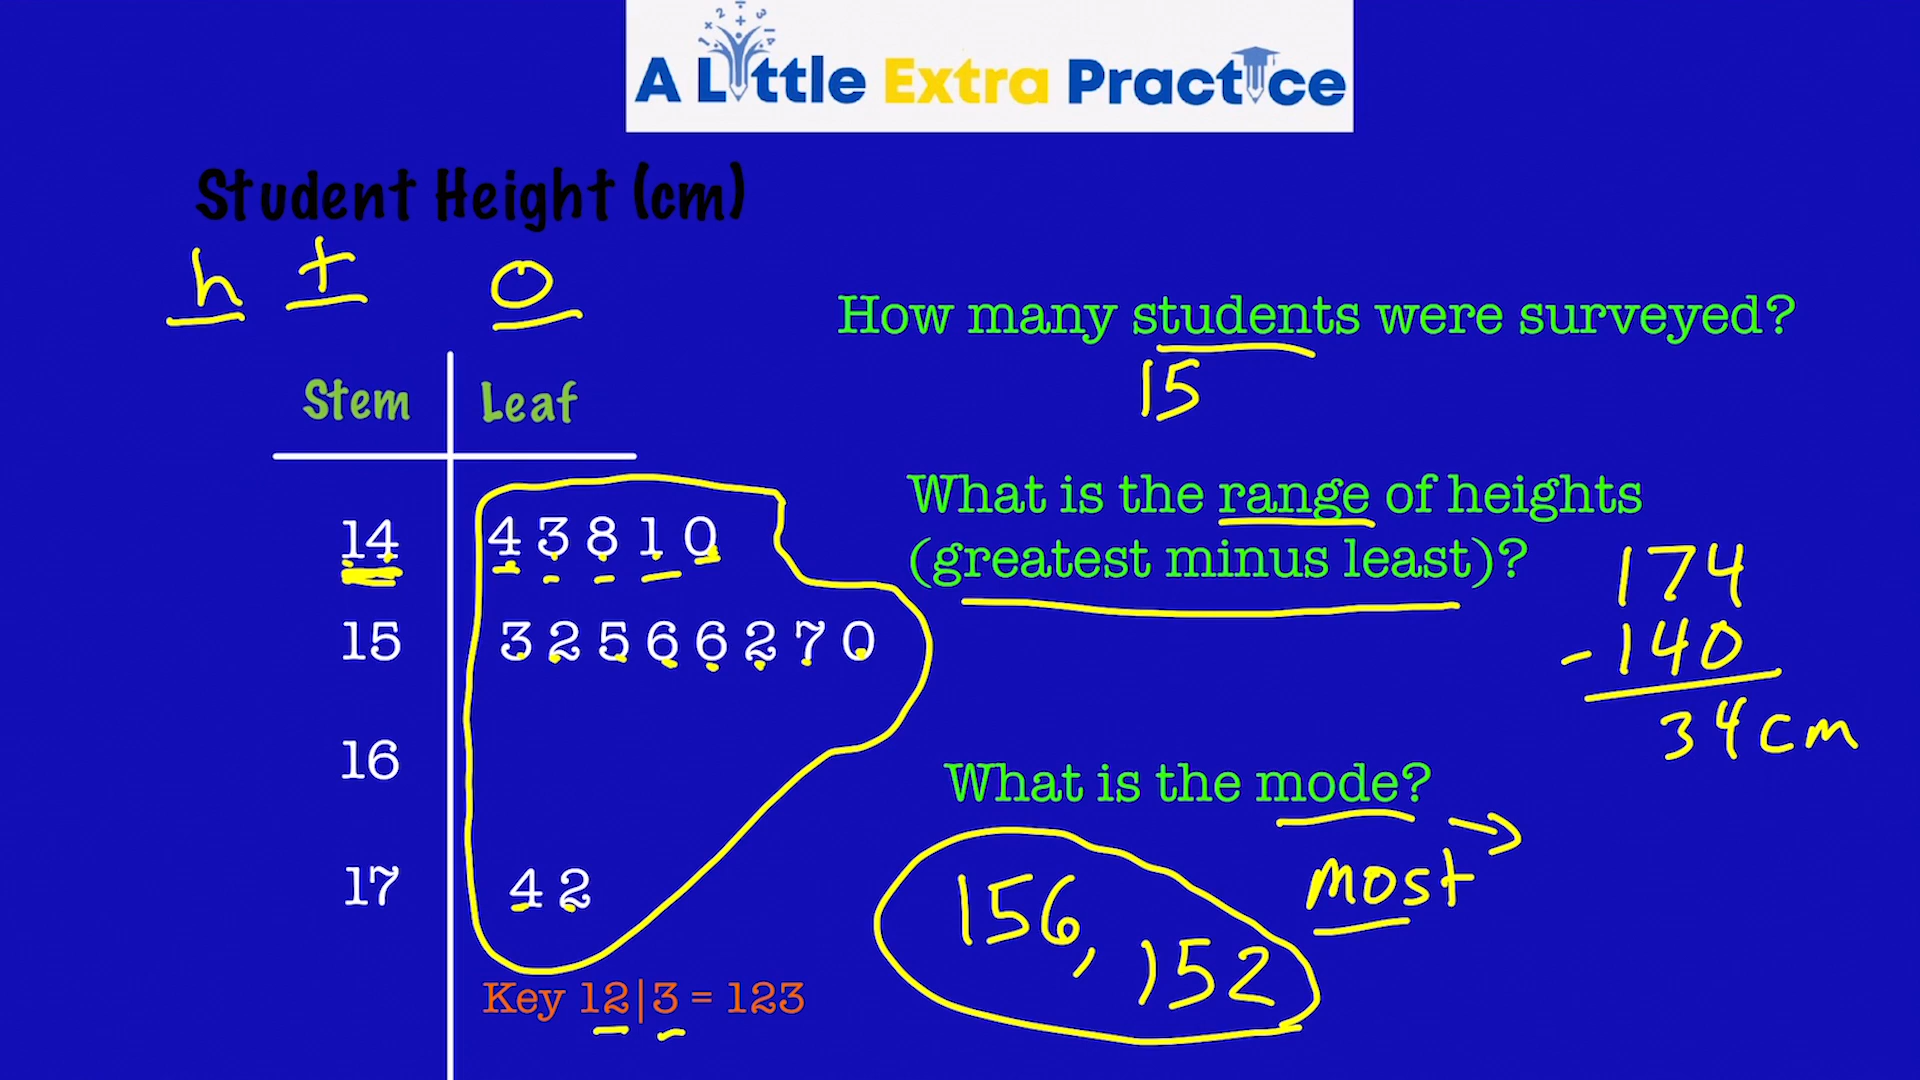 A Little Extra Practice
Student Height (cm)
h t o
How many students were surveyed?
15
Stem Leaf
14 4 3 8 1 0
15 3 2 5 6 6 2 7 0
16
17 4 2
Key 12|3 = 123
What is the range of heights
(greatest minus least)?
174
- 140
34 cm
What is the mode?
most
156, 152